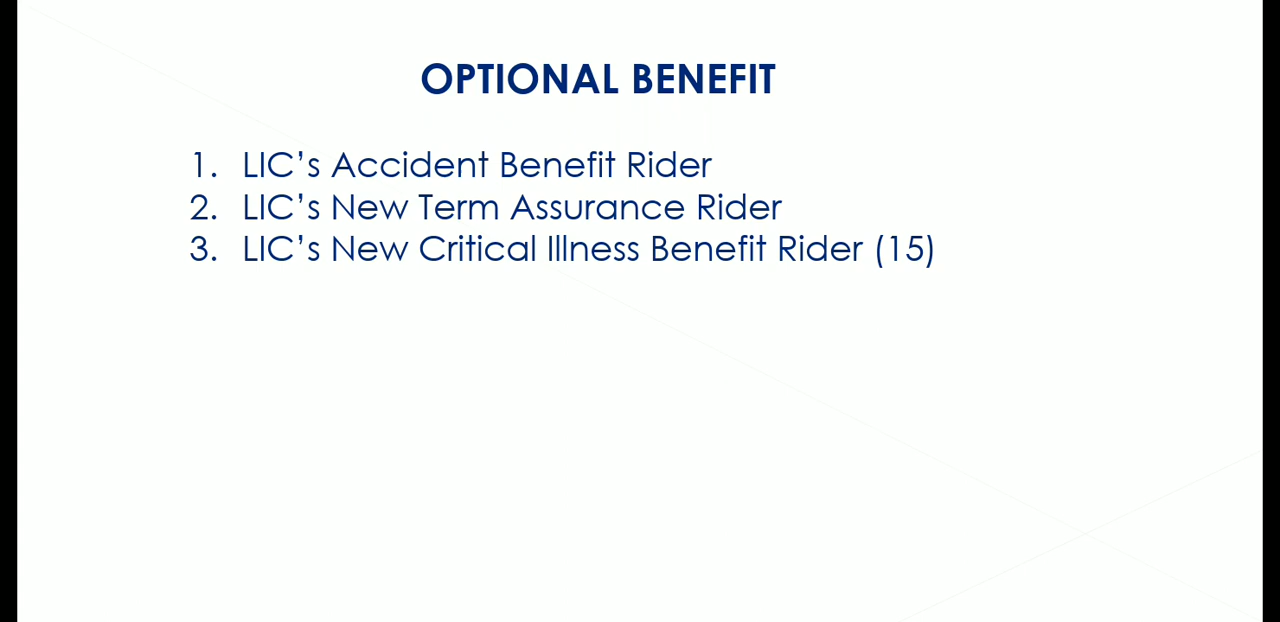 OPTIONAL BENEFIT
1. LIC’s Accident Benefit Rider
2. LIC’s New Term Assurance Rider
3. LIC’s New Critical Illness Benefit Rider (15)